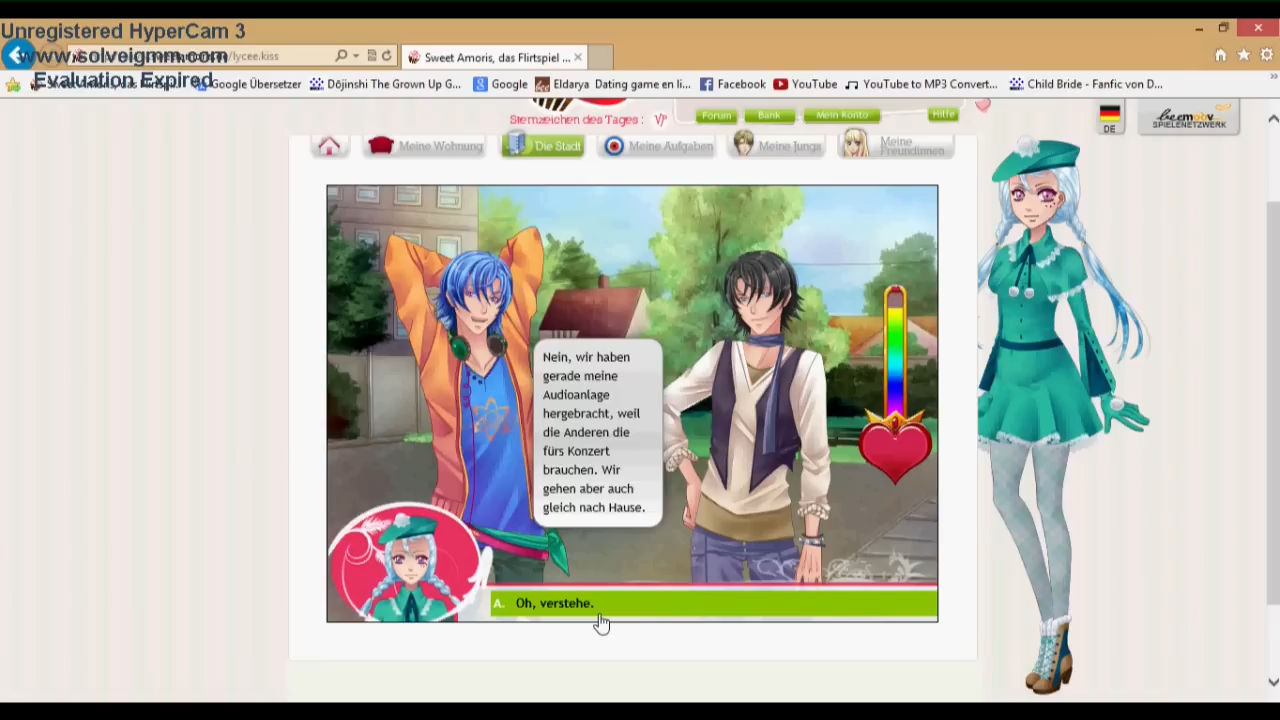 Unregistered HyperCam 3
www.solveigmm.com
/lycee.kiss
Sweet Amoris, das Flirtspiel ...
Evaluation Expired
Google Übersetzer
Dōjinshi The Grown Up G...
Google
Eldarya Dating game en li...
Facebook
YouTube
YouTube to MP3 Convert...
Child Bride - Fanfic von D...
Sternzeichen des Tages :
Forum
Bank
Mein Konto
Hilfe
DE
beemoov
SPIELENETZWERK
Meine Wohnung
Die Stadt
Meine Aufgaben
Meine Jungs
Meine
Freundinnen
Nein, wir haben
gerade meine
Audioanlage
hergebracht, weil
die Anderen die
fürs Konzert
brauchen. Wir
gehen aber auch
gleich nach Hause.
A. Oh, verstehe.